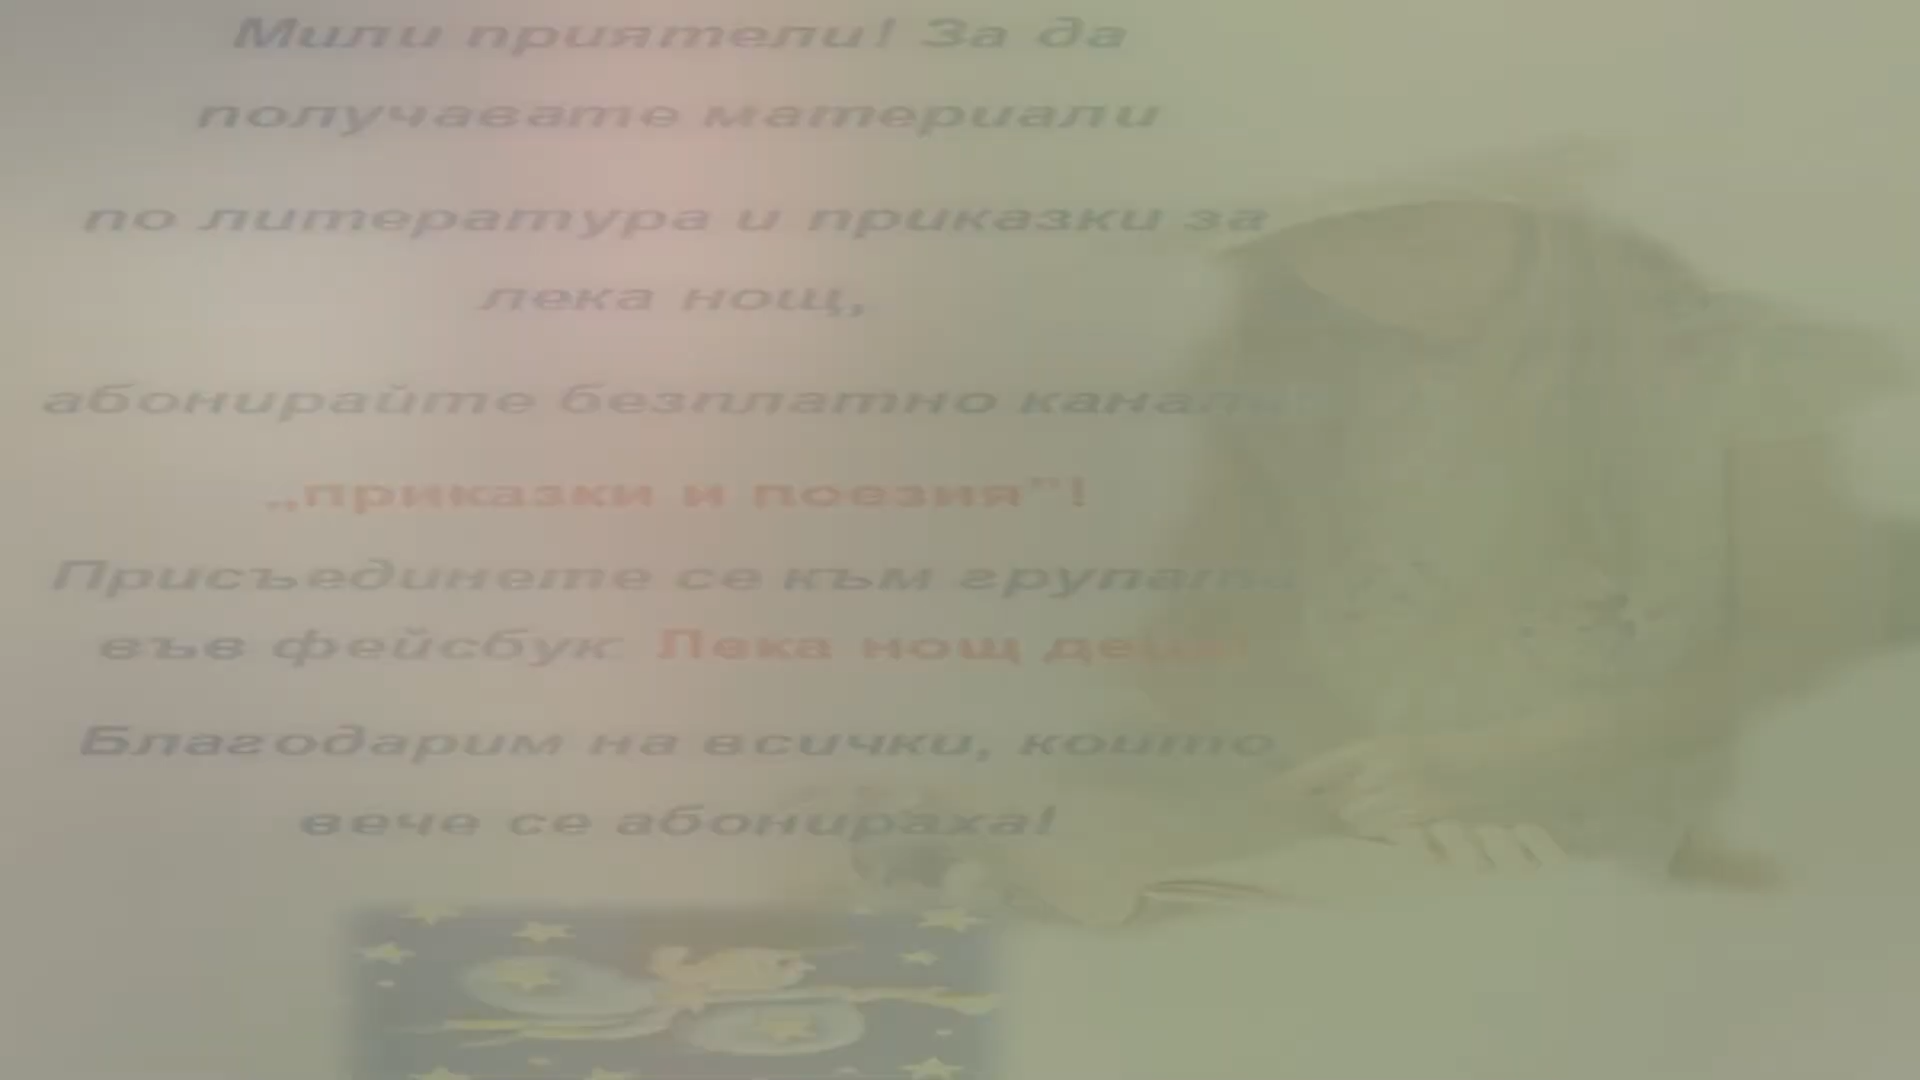 Мили приятели! За да
получавате материали
по литература и приказки за
лека нощ,
абонирайте безплатно канала
„приказки и поезия"!
Присъединете се към групата
във фейсбук Лека нощ деца!
Благодарим на всички, които
вече се абонираха!